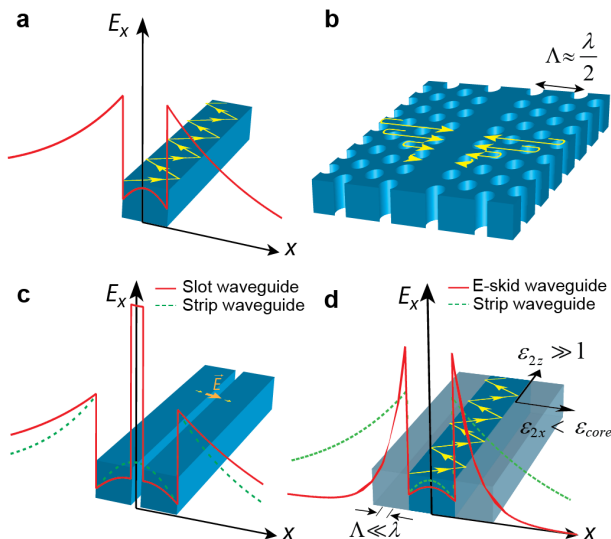 a
E_x
x
b
Λ≈λ/2
c
E_x
Slot waveguide
Strip waveguide
E
x
d
E_x
E-skid waveguide
Strip waveguide
ε_2z ≫1
ε_2x < ε_core
Λ≪λ
x